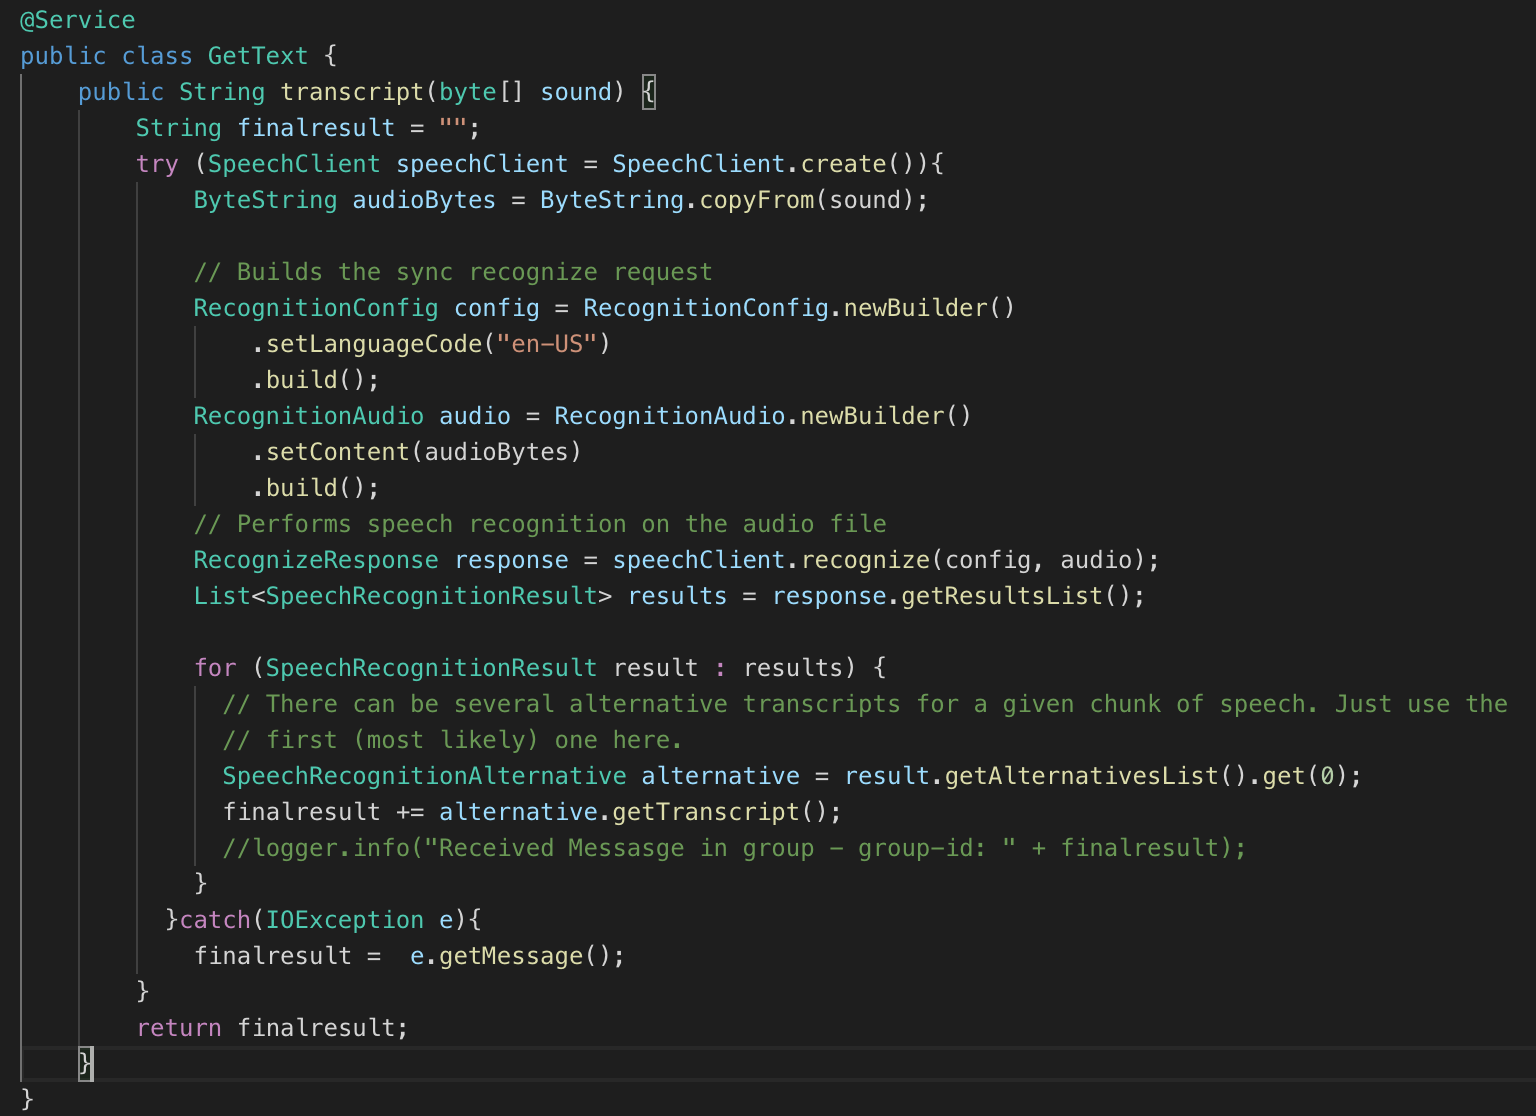 @Service
public class GetText {
    public String transcript(byte[] sound) {
        String finalresult = "";
        try (SpeechClient speechClient = SpeechClient.create()){
            ByteString audioBytes = ByteString.copyFrom(sound);

            // Builds the sync recognize request
            RecognitionConfig config = RecognitionConfig.newBuilder()
                .setLanguageCode("en-US")
                .build();
            RecognitionAudio audio = RecognitionAudio.newBuilder()
                .setContent(audioBytes)
                .build();
            // Performs speech recognition on the audio file
            RecognizeResponse response = speechClient.recognize(config, audio);
            List<SpeechRecognitionResult> results = response.getResultsList();

            for (SpeechRecognitionResult result : results) {
              // There can be several alternative transcripts for a given chunk of speech. Just use the
              // first (most likely) one here.
              SpeechRecognitionAlternative alternative = result.getAlternativesList().get(0);
              finalresult += alternative.getTranscript();
              //logger.info("Received Messasge in group - group-id: " + finalresult);
            }
          }catch(IOException e){
            finalresult =  e.getMessage();
        }
        return finalresult;
    }
}